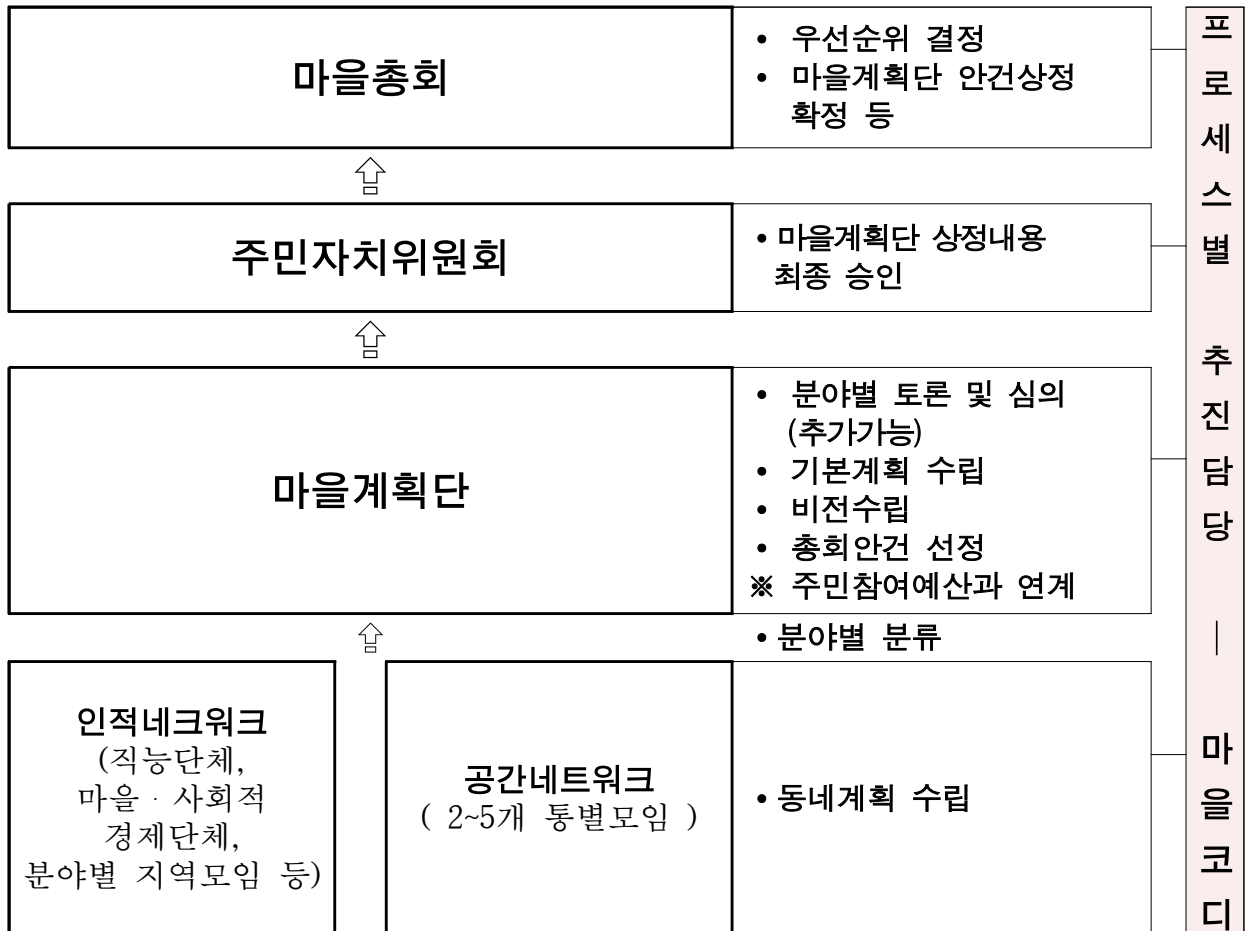 마을총회
• 우선순위 결정
• 마을계획단 안건상정
확정 등
주민자치위원회
• 마을계획단 상정내용
최종 승인
마을계획단
• 분야별 토론 및 심의
(추가가능)
• 기본계획 수립
• 비전수립
• 총회안건 선정
※ 주민참여예산과 연계
• 분야별 분류
인적네크워크
(직능단체,
마을 · 사회적
경제단체,
분야별 지역모임 등)
공간네트워크
( 2~5개 통별모임 )
• 동네계획 수립
프로세스별 추진담당 — 마을코디